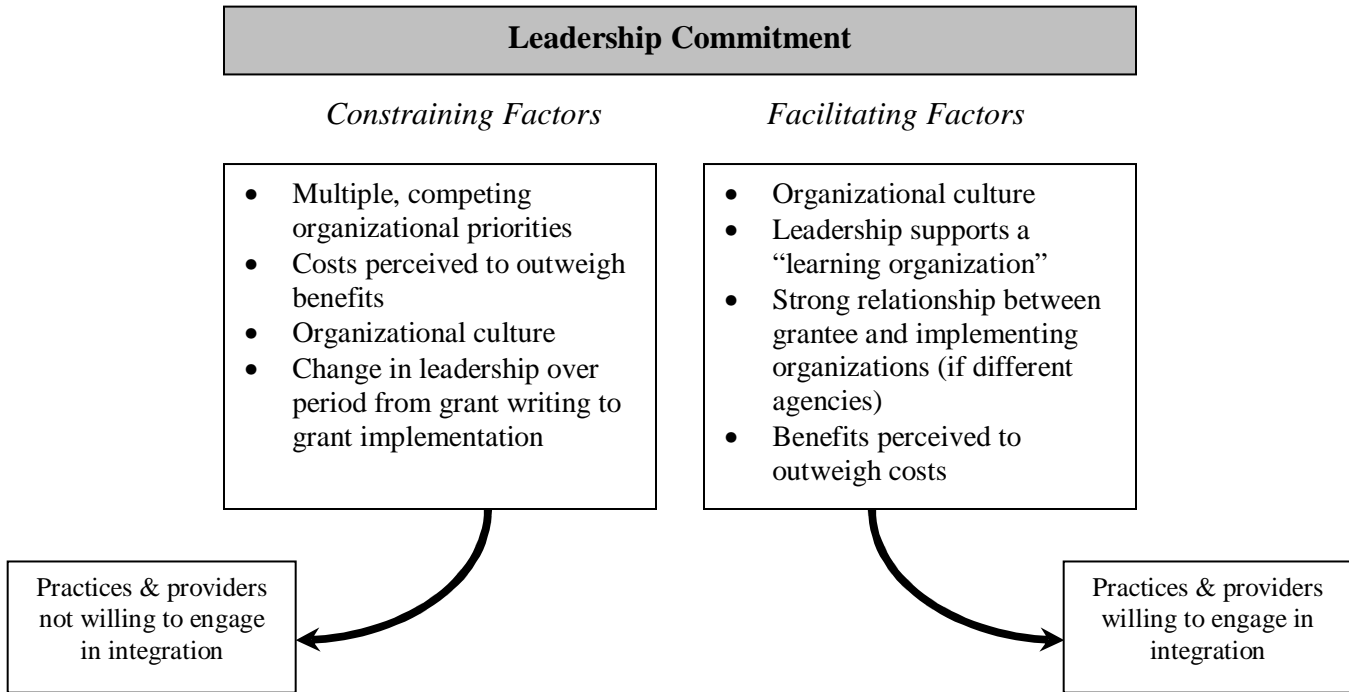 Leadership Commitment
Constraining Factors
Facilitating Factors
• Multiple, competing
organizational priorities
• Costs perceived to outweigh
benefits
• Organizational culture
• Change in leadership over
period from grant writing to
grant implementation
• Organizational culture
• Leadership supports a
“learning organization”
• Strong relationship between
grantee and implementing
organizations (if different
agencies)
• Benefits perceived to
outweigh costs
Practices & providers
not willing to engage
in integration
Practices & providers
willing to engage in
integration